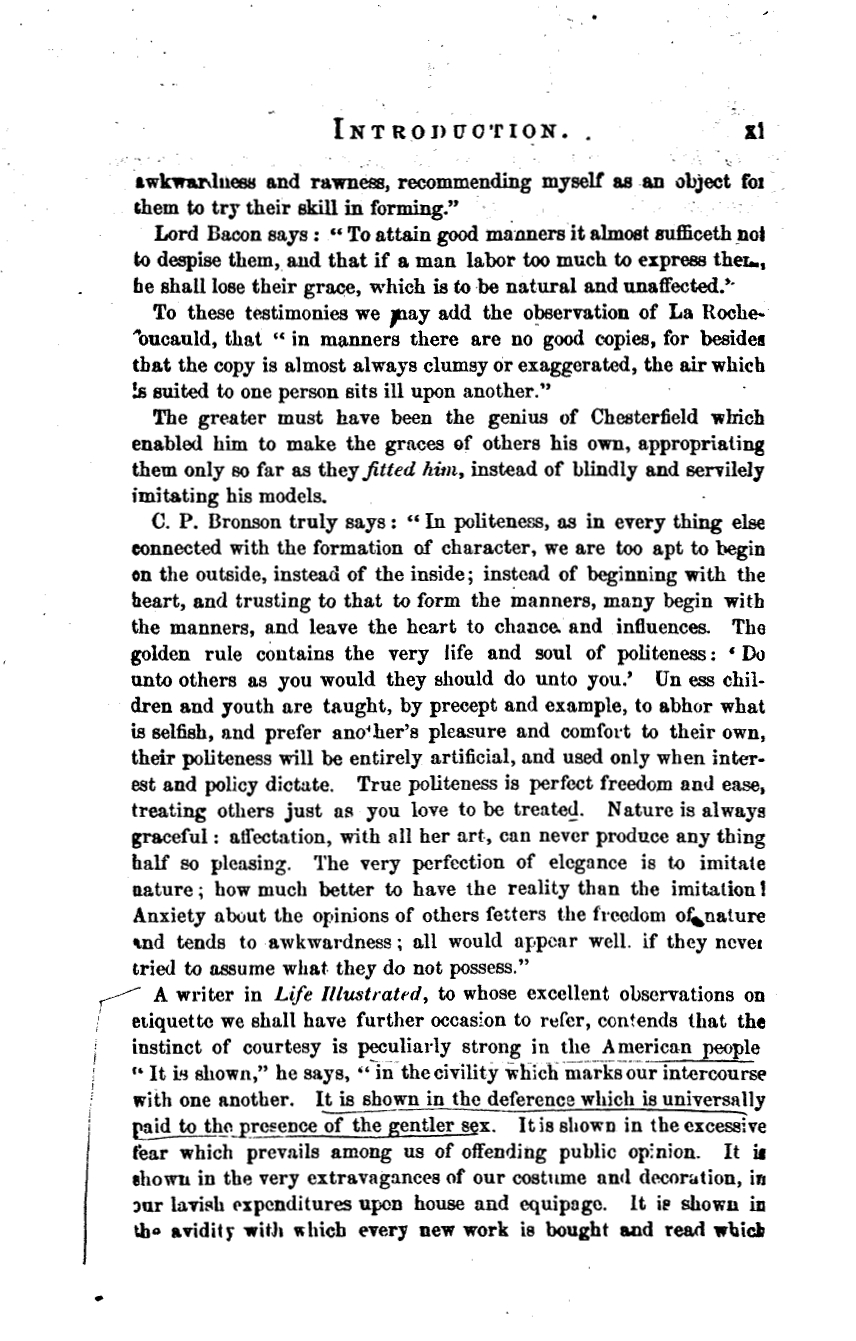 INTRODUCTION. xi
awkwardness and rawness, recommending myself as an object for
them to try their skill in forming.”
Lord Bacon says: “To attain good manners it almost sufficeth not
to despise them, and that if a man labor too much to express them,
he shall lose their grace, which is to be natural and unaffected.”
To these testimonies we may add the observation of La Roche-
foucauld, that “in manners there are no good copies, for besides
that the copy is almost always clumsy or exaggerated, the air which
is suited to one person sits ill upon another.”
The greater must have been the genius of Chesterfield which
enabled him to make the graces of others his own, appropriating
them only so far as they fitted him, instead of blindly and servilely
imitating his models.
C. P. Bronson truly says: “In politeness, as in every thing else
connected with the formation of character, we are too apt to begin
on the outside, instead of the inside; instead of beginning with the
heart, and trusting to that to form the manners, many begin with
the manners, and leave the heart to chance and influences. The
golden rule contains the very life and soul of politeness: ‘Do
unto others as you would they should do unto you.’ Un ess chil-
dren and youth are taught, by precept and example, to abhor what
is selfish, and prefer another’s pleasure and comfort to their own,
their politeness will be entirely artificial, and used only when inter-
est and policy dictate. True politeness is perfect freedom and ease,
treating others just as you love to be treated. Nature is always
graceful: affectation, with all her art, can never produce any thing
half so pleasing. The very perfection of elegance is to imitate
nature; how much better to have the reality than the imitation!
Anxiety about the opinions of others fetters the freedom of nature
and tends to awkwardness; all would appear well. if they never
tried to assume what they do not possess.”
A writer in Life Illustrated, to whose excellent observations on
etiquette we shall have further occasion to refer, contends that the
instinct of courtesy is peculiarly strong in the American people
“It is shown,” he says, “in the civility which marks our intercourse
with one another. It is shown in the deference which is universally
paid to the presence of the gentler sex. It is shown in the excessive
fear which prevails among us of offending public opinion. It is
shown in the very extravagances of our costume and decoration, in
our lavish expenditures upon house and equipage. It is shown in
the avidity with which every new work is bought and read which